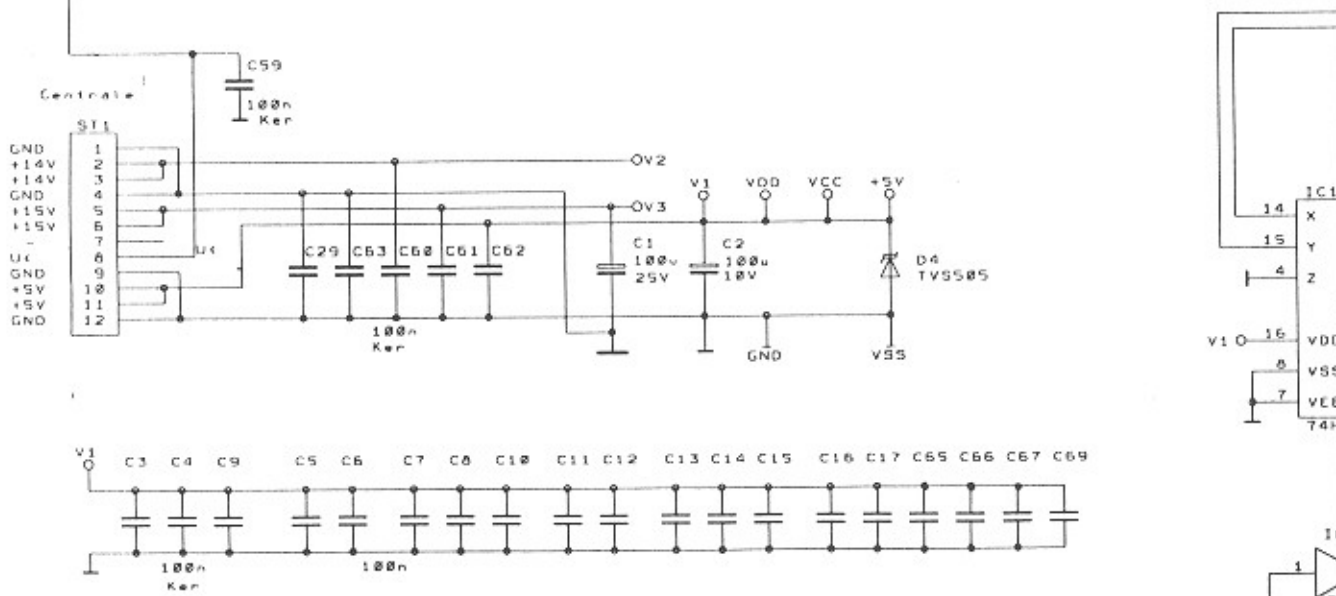 C59
100n
Ker
Centrale
ST1
GND 1
+14V 2
+14V 3
GND 4
+15V 5
+15V 6
- 7
8
GND 9
+5V 10
+5V 11
GND 12
V2
V3
V1 VDD VCC +5V
C29 C63 C60 C61 C62
100n
Ker
C1
25V
C2
100u
10V
D4
TVS505
GND
VSS
V1
C3 C4 C9 C5 C6 C7 C8 C10 C11 C12 C13 C14 C15 C16 C17 C65 C66 C67 C69
100n
Ker
100n
IC1
14 X
15 Y
4 Z
V1 16 VDD
8 VSS
7 VEE
74H
1